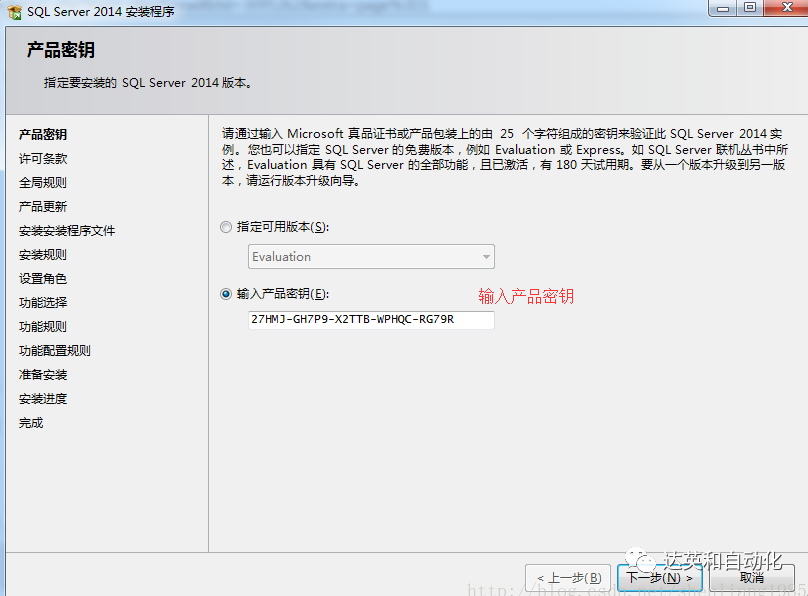 SQL Server 2014 安装程序
产品密钥
指定要安装的 SQL Server 2014 版本。
产品密钥
许可条款
全局规则
产品更新
安装安装程序文件
安装规则
设置角色
功能选择
功能规则
功能配置规则
准备安装
安装进度
完成
请通过输入 Microsoft 真品证书或产品包装上的由 25 个字符组成的密钥来验证此 SQL Server 2014 实
例。您也可以指定 SQL Server 的免费版本，例如 Evaluation 或 Express。如 SQL Server 联机丛书中所
述，Evaluation 具有 SQL Server 的全部功能，且已激活，有 180 天试用期。要从一个版本升级到另一版
本，请运行版本升级向导。
指定可用版本(S):
Evaluation
输入产品密钥(E):
输入产品密钥
27HMJ-GH7P9-X2TTB-WPHQC-RG79R
达英和自动化
< 上一步(B)
下一步(N) >
取消